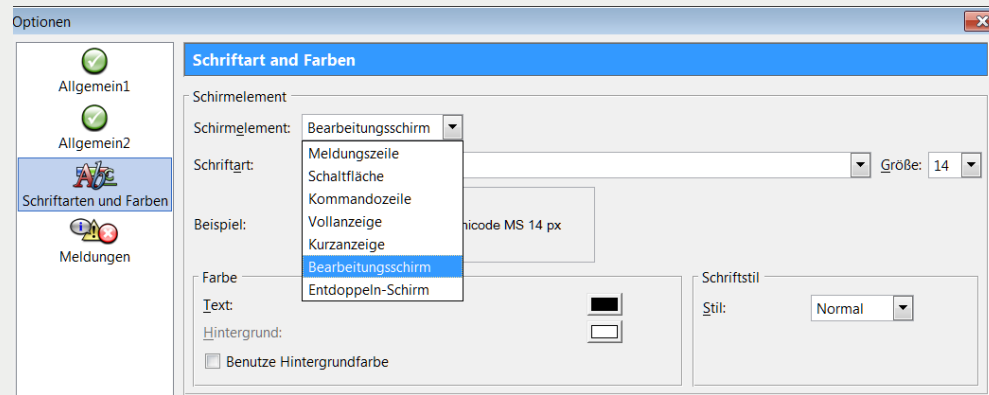 Optionen
Allgemein1
Allgemein2
Schriftarten und Farben
Meldungen
Schriftart and Farben
Schirmelement
Schirmelement: Bearbeitungsschirm
Meldungszeile
Schaltfläche
Kommandozeile
Vollanzeige
Kurzanzeige
Bearbeitungsschirm
Entdoppeln-Schirm
Schriftart: Größe: 14
Beispiel: nicode MS 14 px
Farbe
Text:
Hintergrund:
Benutze Hintergrundfarbe
Schriftstil
Stil: Normal